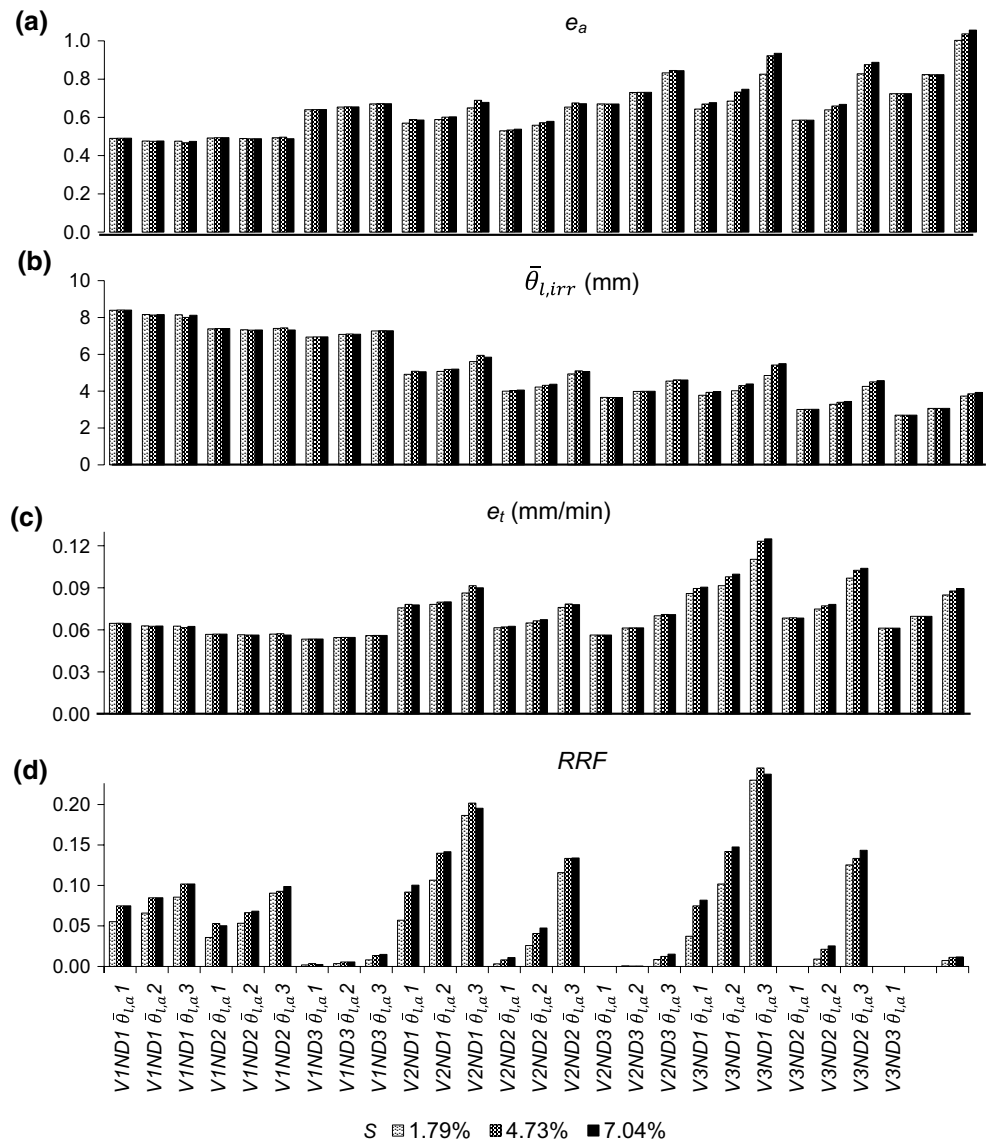 (a)
e_a
1.0
0.8
0.6
0.4
0.2
0.0
(b)
θ̄_l,irr (mm)
10
8
6
4
2
0
(c)
e_t (mm/min)
0.12
0.09
0.06
0.03
0.00
(d)
RRF
0.20
0.15
0.10
0.05
0.00
V1ND1 θ̄_l,a 1
V1ND1 θ̄_l,a 2
V1ND1 θ̄_l,a 3
V1ND2 θ̄_l,a 1
V1ND2 θ̄_l,a 2
V1ND2 θ̄_l,a 3
V1ND3 θ̄_l,a 1
V1ND3 θ̄_l,a 2
V1ND3 θ̄_l,a 3
V2ND1 θ̄_l,a 1
V2ND1 θ̄_l,a 2
V2ND1 θ̄_l,a 3
V2ND2 θ̄_l,a 1
V2ND2 θ̄_l,a 2
V2ND2 θ̄_l,a 3
V2ND3 θ̄_l,a 1
V2ND3 θ̄_l,a 2
V2ND3 θ̄_l,a 3
V3ND1 θ̄_l,a 1
V3ND1 θ̄_l,a 2
V3ND1 θ̄_l,a 3
V3ND2 θ̄_l,a 1
V3ND2 θ̄_l,a 2
V3ND2 θ̄_l,a 3
V3ND3 θ̄_l,a 1
S 1.79% 4.73% 7.04%